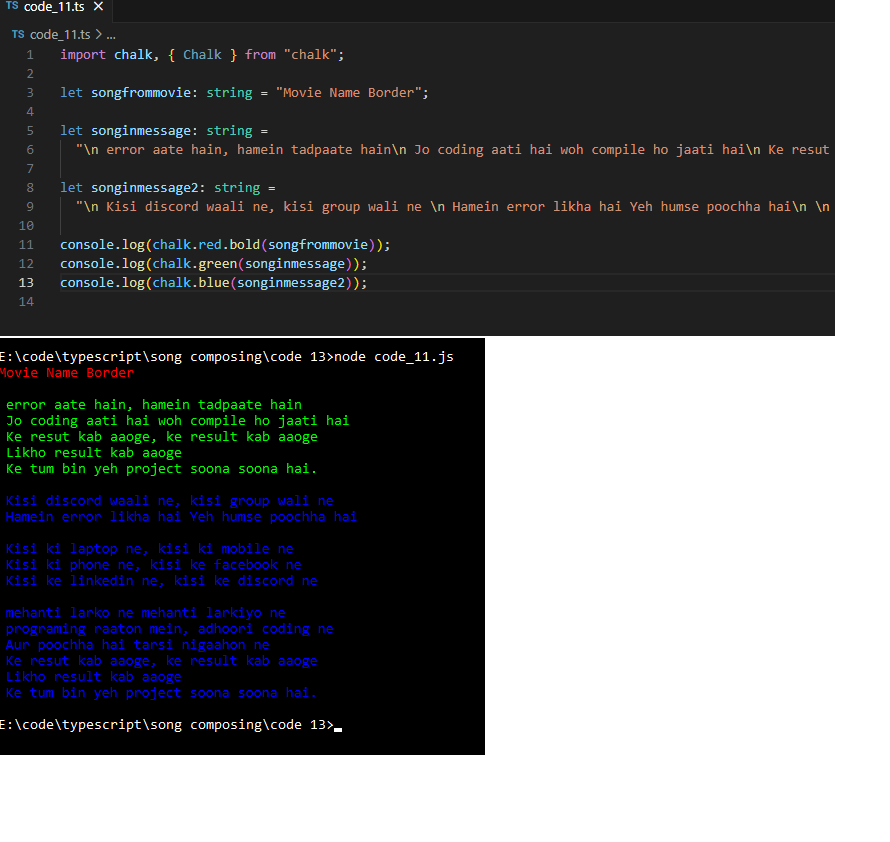 TS code_11.ts ×
TS code_11.ts > ...
1 import chalk, { Chalk } from "chalk";
2
3 let songfrommovie: string = "Movie Name Border";
4
5 let songinmessage: string =
6 "\n error aate hain, hamein tadpaate hain\n Jo coding aati hai woh compile ho jaati hai\n Ke resut
7
8 let songinmessage2: string =
9 "\n Kisi discord waali ne, kisi group wali ne \n Hamein error likha hai Yeh humse poochha hai\n \n
10
11 console.log(chalk.red.bold(songfrommovie));
12 console.log(chalk.green(songinmessage));
13 console.log(chalk.blue(songinmessage2));
14
E:\code\typescript\song composing\code 13>node code_11.js
Movie Name Border
error aate hain, hamein tadpaate hain
Jo coding aati hai woh compile ho jaati hai
Ke resut kab aaoge, ke result kab aaoge
Likho result kab aaoge
Ke tum bin yeh project soona soona hai.
Kisi discord waali ne, kisi group wali ne
Hamein error likha hai Yeh humse poochha hai
Kisi ki laptop ne, kisi ki mobile ne
Kisi ki phone ne, kisi ke facebook ne
Kisi ke linkedin ne, kisi ke discord ne
mehanti larko ne mehanti larkiyo ne
programing raaton mein, adhoori coding ne
Aur poochha hai tarsi nigaahon ne
Ke resut kab aaoge, ke result kab aaoge
Likho result kab aaoge
Ke tum bin yeh project soona soona hai.
E:\code\typescript\song composing\code 13>